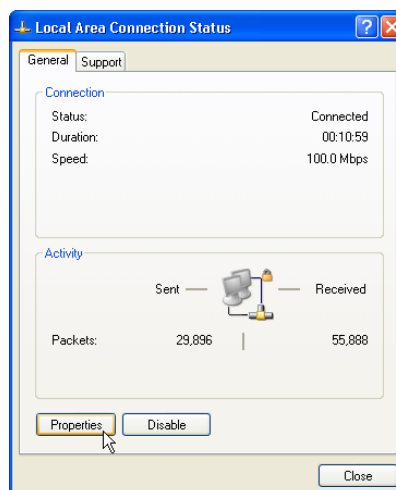 Local Area Connection Status
General Support
Connection
Status: Connected
Duration: 00:10:59
Speed: 100.0 Mbps
Activity
Sent Received
Packets: 29,896 55,888
Properties Disable
Close